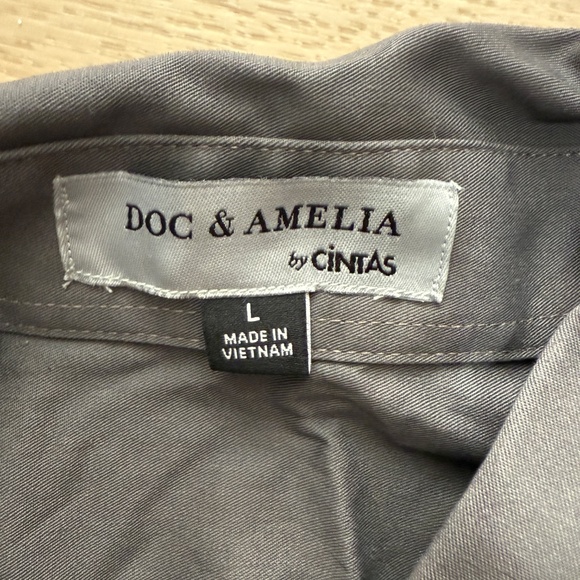 DOC & AMELIA
by CiNTAS
L
MADE IN
VIETNAM